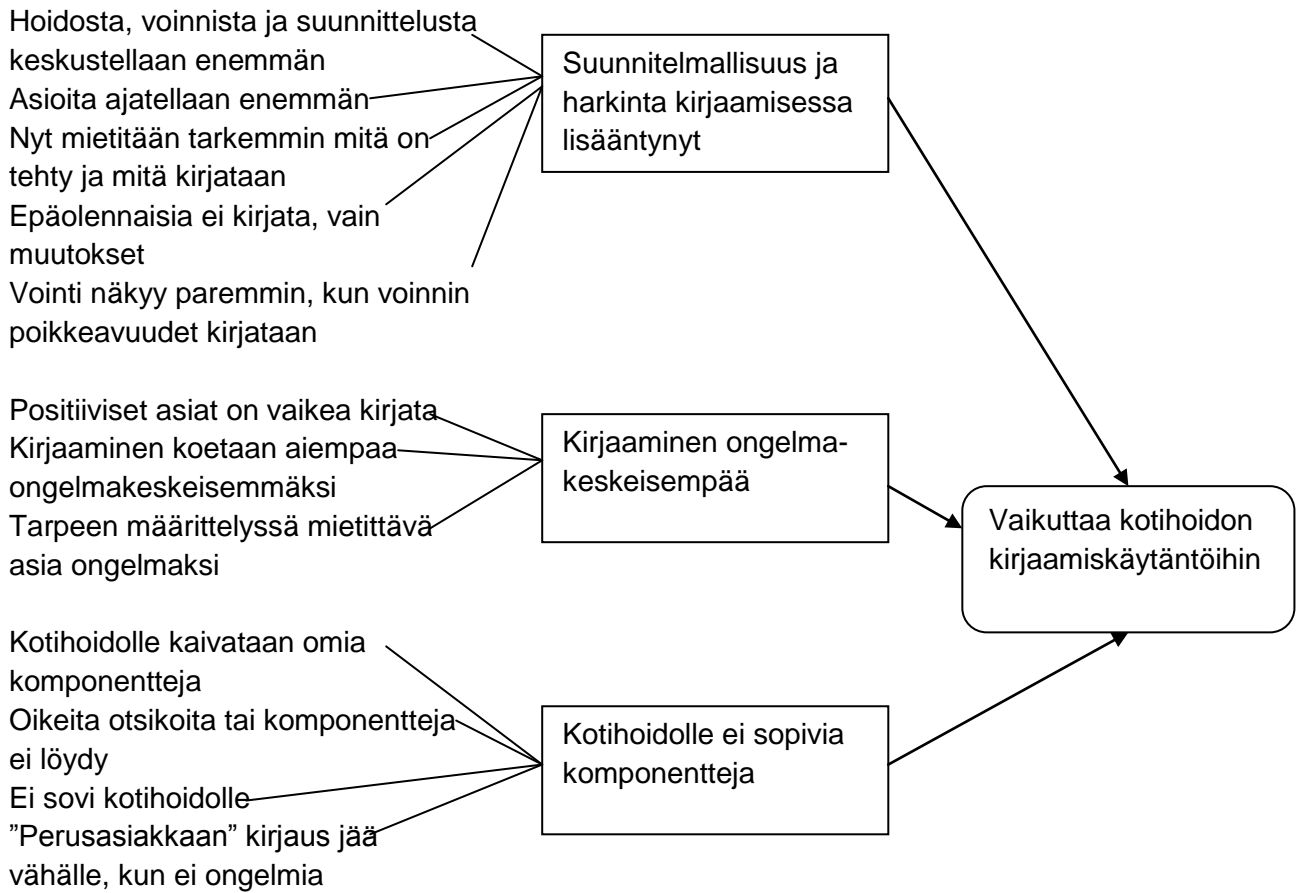 Hoidosta, voinnista ja suunnittelusta
keskustellaan enemmän
Asioita ajatellaan enemmän
Nyt mietitään tarkemmin mitä on
tehty ja mitä kirjataan
Epäolennaisia ei kirjata, vain
muutokset
Vointi näkyy paremmin, kun voinnin
poikkeavuudet kirjataan
Suunnitelmallisuus ja
harkinta kirjaamisessa
lisääntynyt
Positiiviset asiat on vaikea kirjata
Kirjaaminen koetaan aiempaa
ongelmakeskeisemmäksi
Tarpeen määrittelyssä mietittävä
asia ongelmaksi
Kirjaaminen ongelma-
keskeisempää
Kotihoidolle kaivataan omia
komponentteja
Oikeita otsikoita tai komponentteja
ei löydy
Ei sovi kotihoidolle
”Perusasiakkaan” kirjaus jää
vähälle, kun ei ongelmia
Kotihoidolle ei sopivia
komponentteja
Vaikuttaa kotihoidon
kirjaamiskäytäntöihin